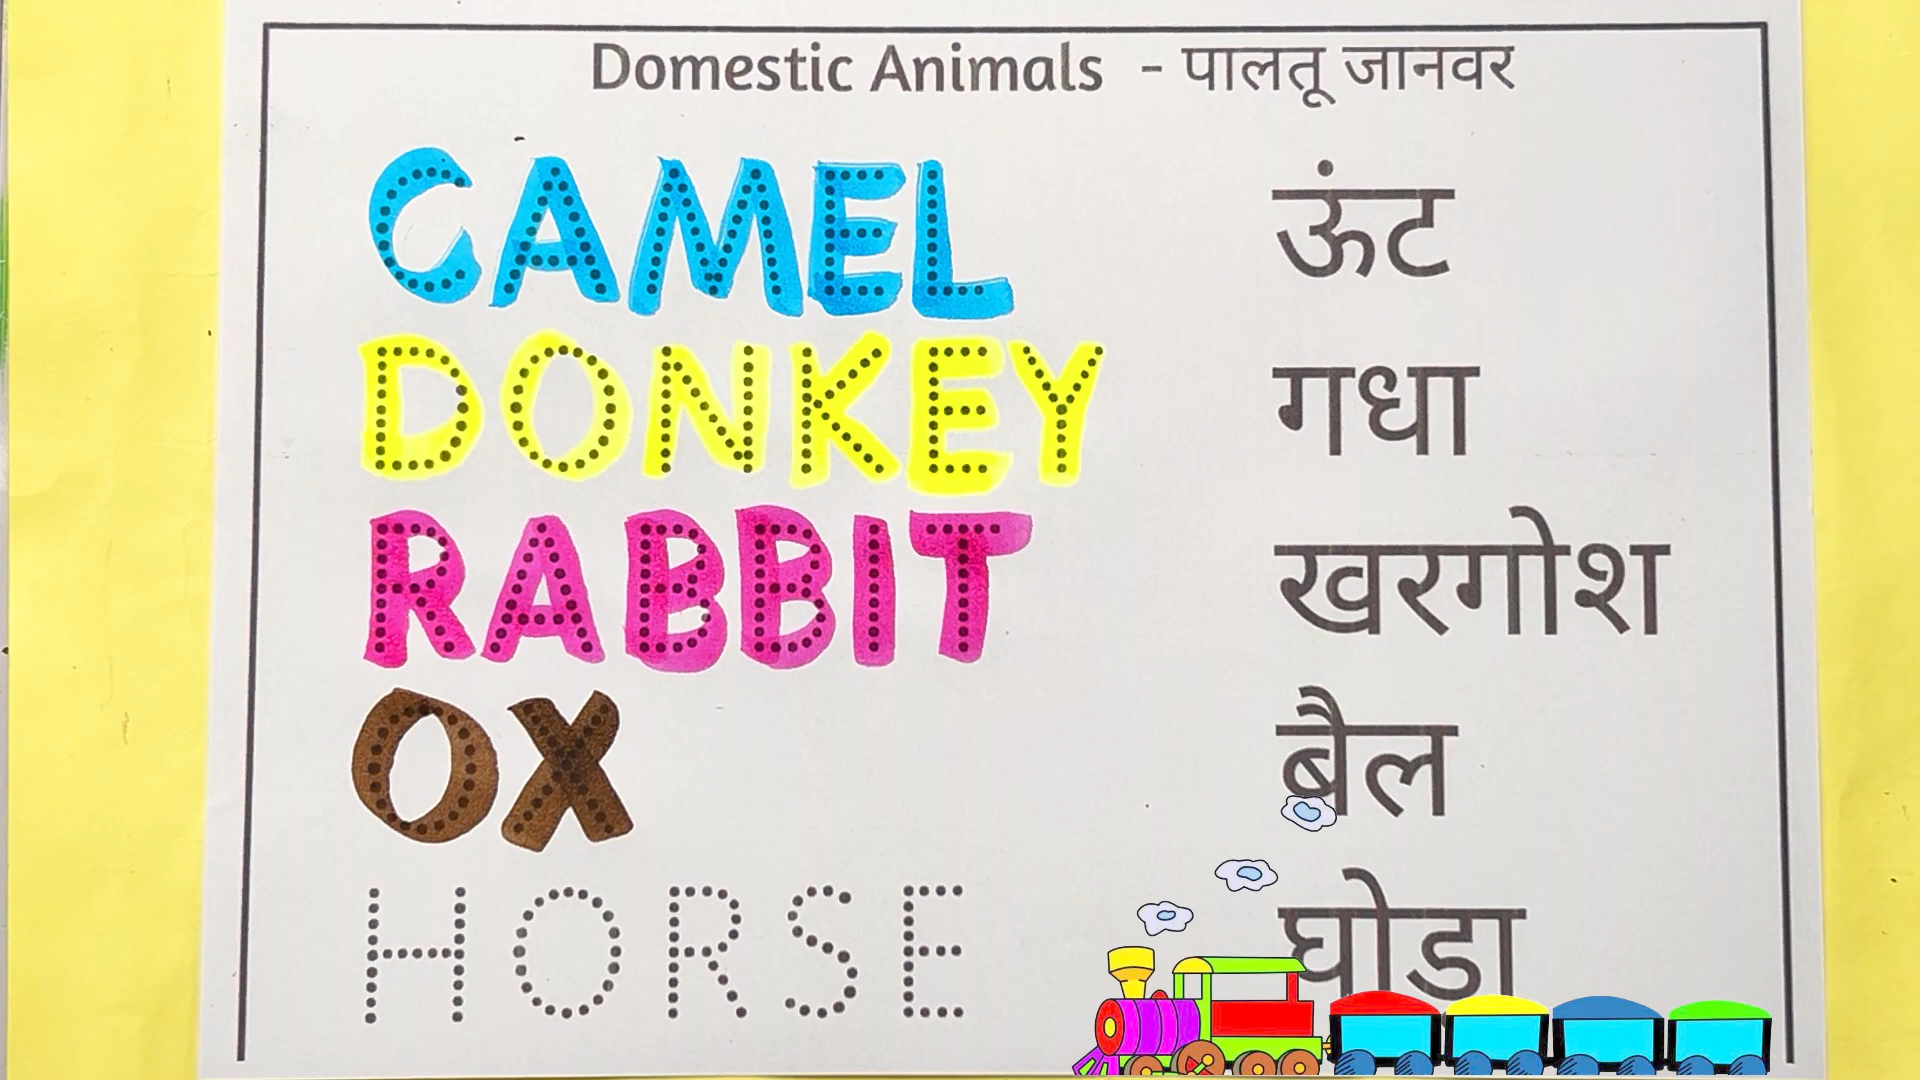 Domestic Animals - पालतू जानवर
CAMEL ऊंट
DONKEY गधा
RABBIT खरगोश
OX बैल
HORSE घोडा